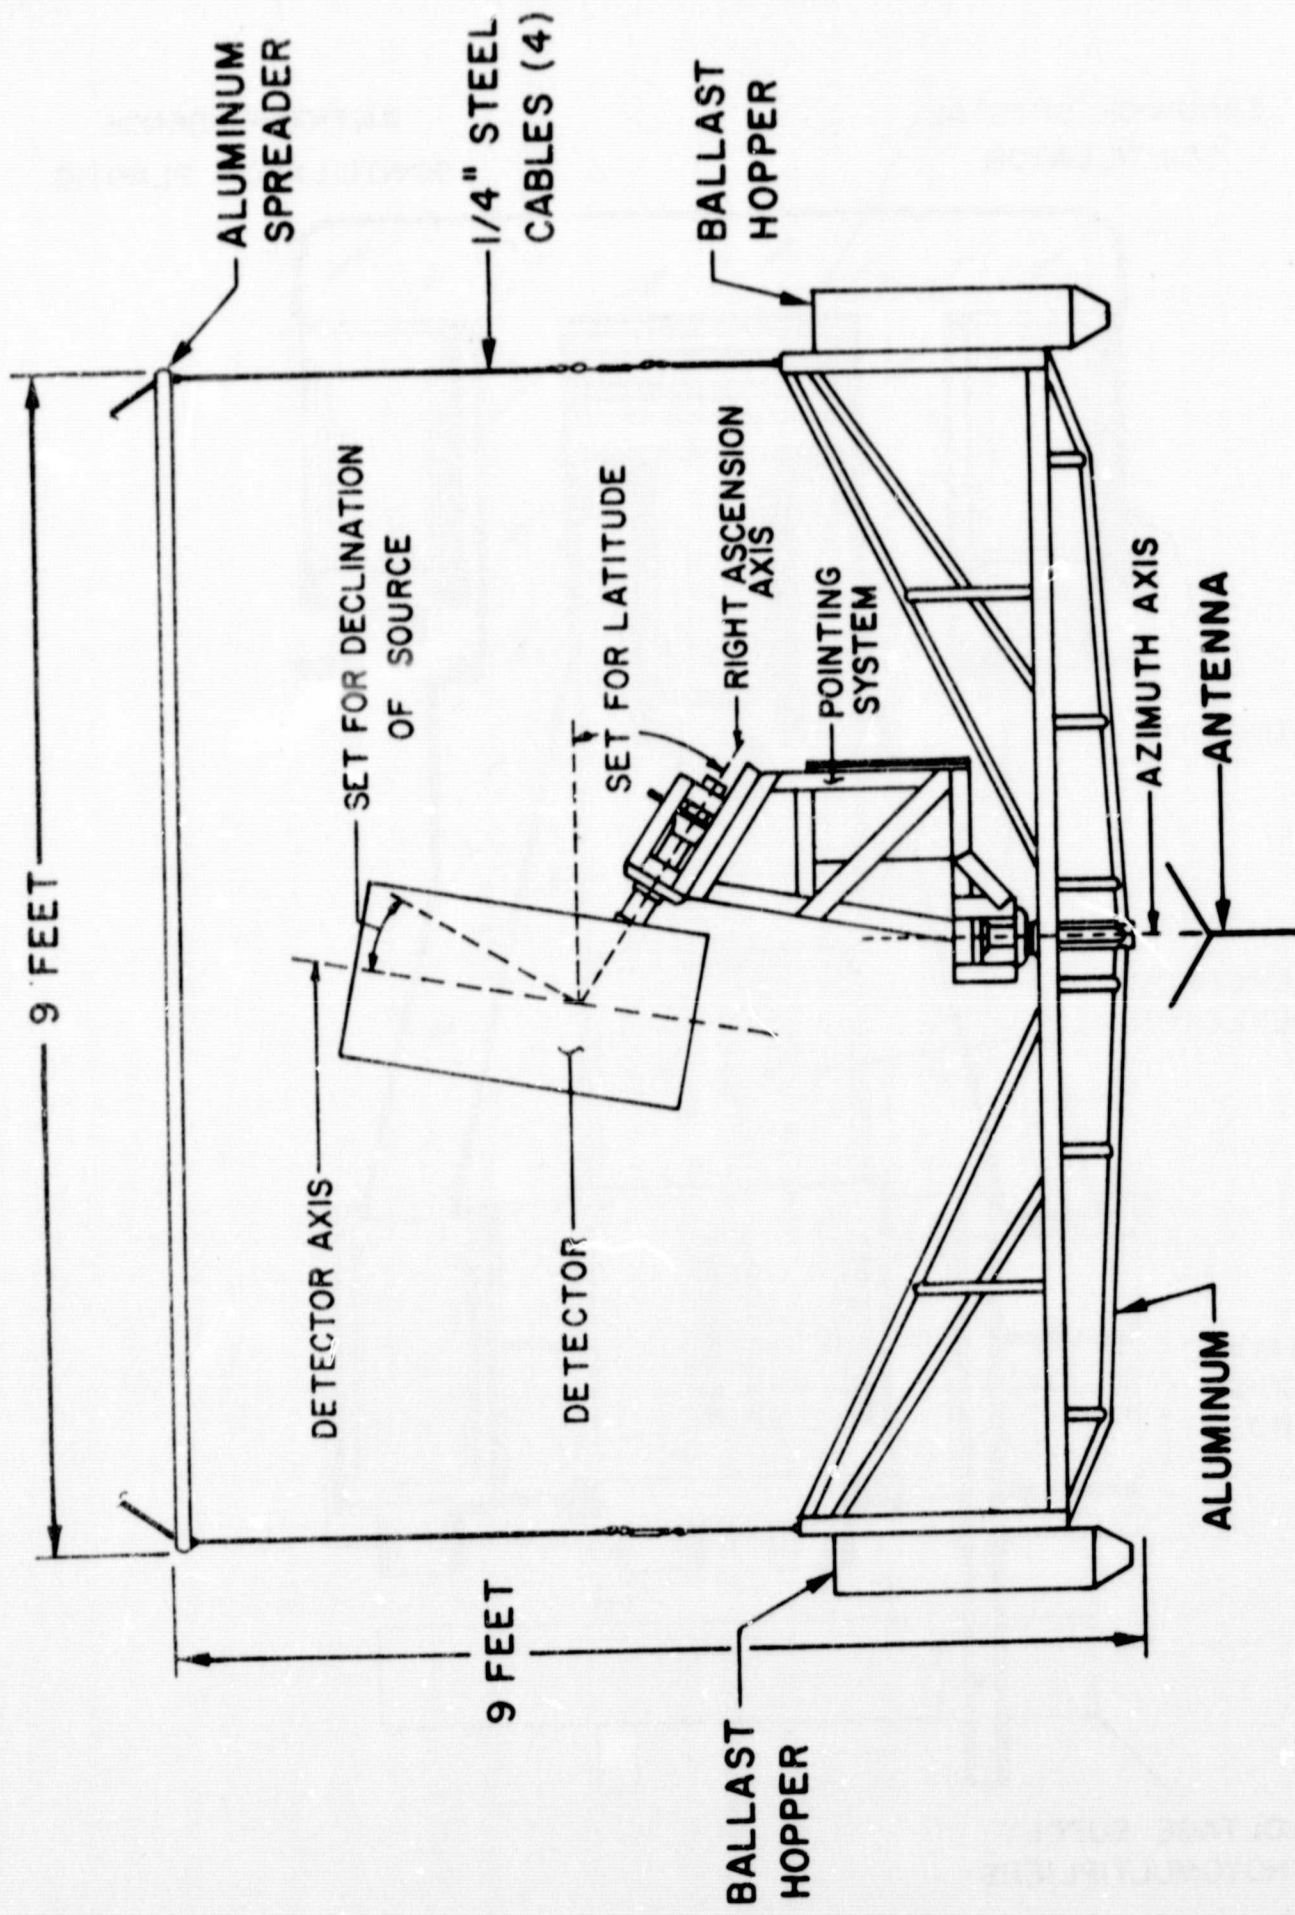 9 FEET
ALUMINUM
SPREADER
SET FOR DECLINATION
OF SOURCE
DETECTOR AXIS
1/4" STEEL
CABLES (4)
9 FEET
DETECTOR
SET FOR LATITUDE
RIGHT ASCENSION
AXIS
BALLAST
HOPPER
POINTING
SYSTEM
BALLAST
HOPPER
AZIMUTH AXIS
ALUMINUM
ANTENNA